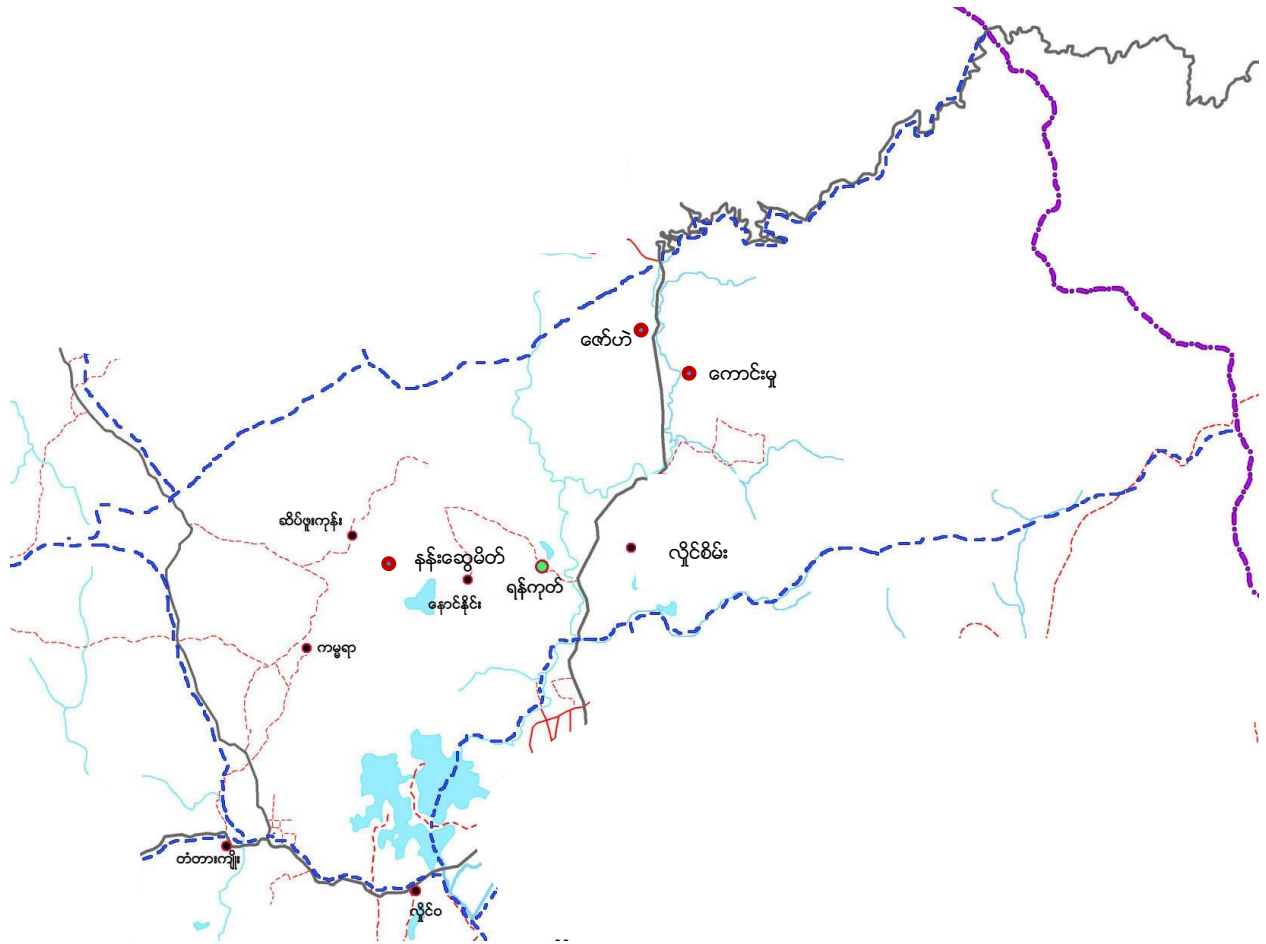 ဇော်ဟဲ
ကောင်းမှု
ဆိပ်ဖူးကုန်း
နန်းဆွေမိတ်
လှိုင်စိမ်း
ရန်ကုတ်
နောင်နိုင်း
ကမ္မရာ
တံတားကျိုး
လှိုင်ဝ